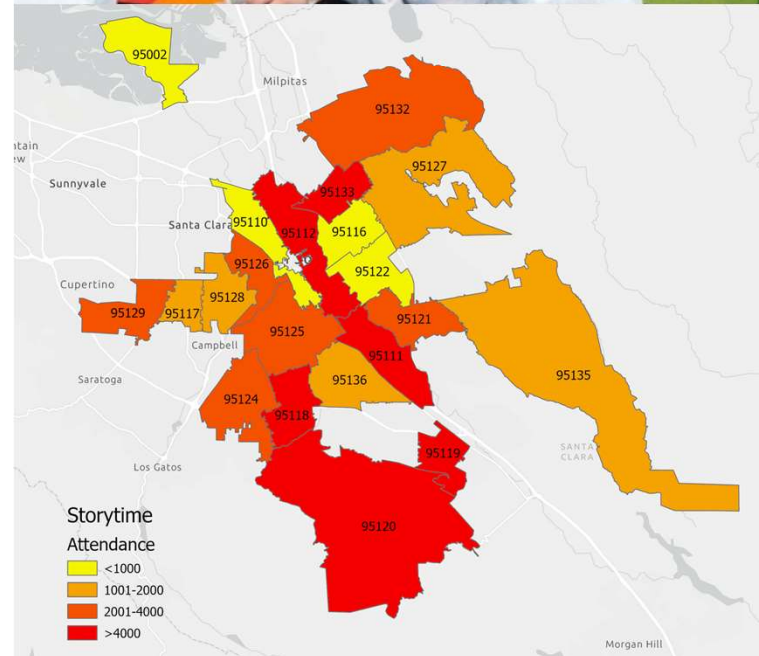 95002
Milpitas
95132
ntain
ew
95127
Sunnyvale
95133
Santa Clara
95110
95112
95116
95126
95122
Cupertino
95128
95129
95117
95121
95125
Campbell
95111
95136
95135
Saratoga
95124
95118
SANTA
CLARA
95119
Los Gatos
Storytime
95120
Attendance
<1000
1001-2000
2001-4000
>4000
Morgan Hill